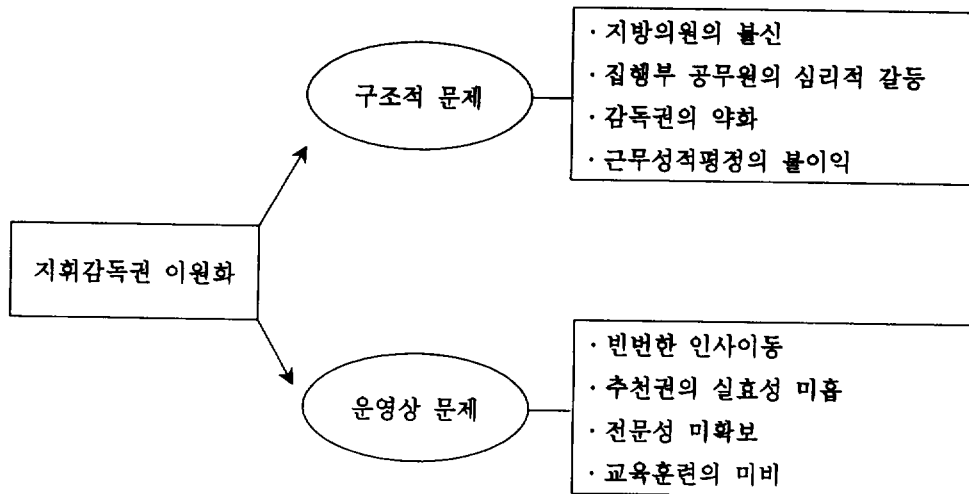 · 지방의원의 불신
· 집행부 공무원의 심리적 갈등
· 감독권의 약화
· 근무성적평정의 불이익
구조적 문제
지휘감독권 이원화
· 빈번한 인사이동
· 추천권의 실효성 미흡
· 전문성 미확보
· 교육훈련의 미비
운영상 문제